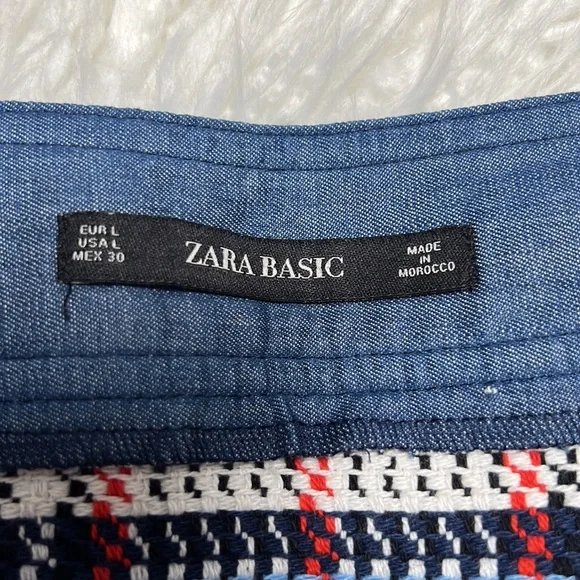 EUR L
USA L
MEX 30
ZARA BASIC
MADE
IN
MOROCCO